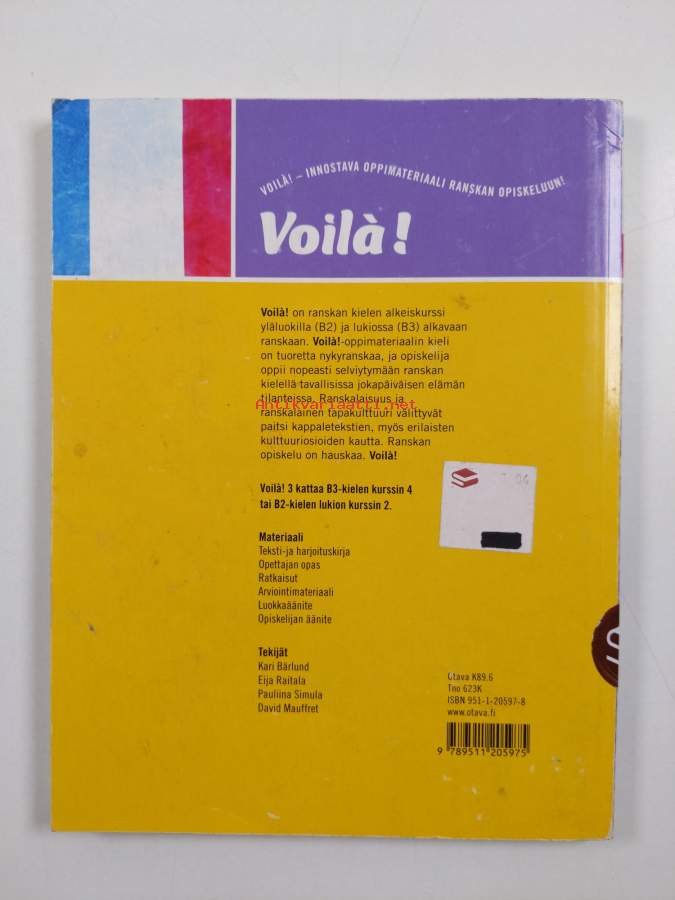 VOILÀ! – INNOSTAVA OPPIMATERIAALI RANSKAN OPISKELUUN!
Voilà!
Voilà! on ranskan kielen alkeiskurssi
yläluokilla (B2) ja lukiossa (B3) alkavaan
ranskaan. Voilà!-oppimateriaalin kieli
on tuoretta nykyranskaa, ja opiskelija
oppii nopeasti selviytymään ranskan
kielellä tavallisissa jokapäiväisen elämän
tilanteissa. Ranskalaisuus ja
Antikvariaatti.net
ranskalainen tapakulttuuri välittyvät
paitsi kappaletekstien, myös erilaisten
kulttuuriosioiden kautta. Ranskan
opiskelu on hauskaa. Voilà!
Voilà! 3 kattaa B3-kielen kurssin 4
tai B2-kielen lukion kurssin 2.
Materiaali
Teksti-ja harjoituskirja
Opettajan opas
Ratkaisut
Arviointimateriaali
Luokkaäänite
Opiskelijan äänite
Tekijät
Kari Bärlund
Eija Raitala
Pauliina Simula
David Mauffret
Otava K89.6
Tno 623K
ISBN 951-1-20597-8
www.otava.fi
9 789511 205975